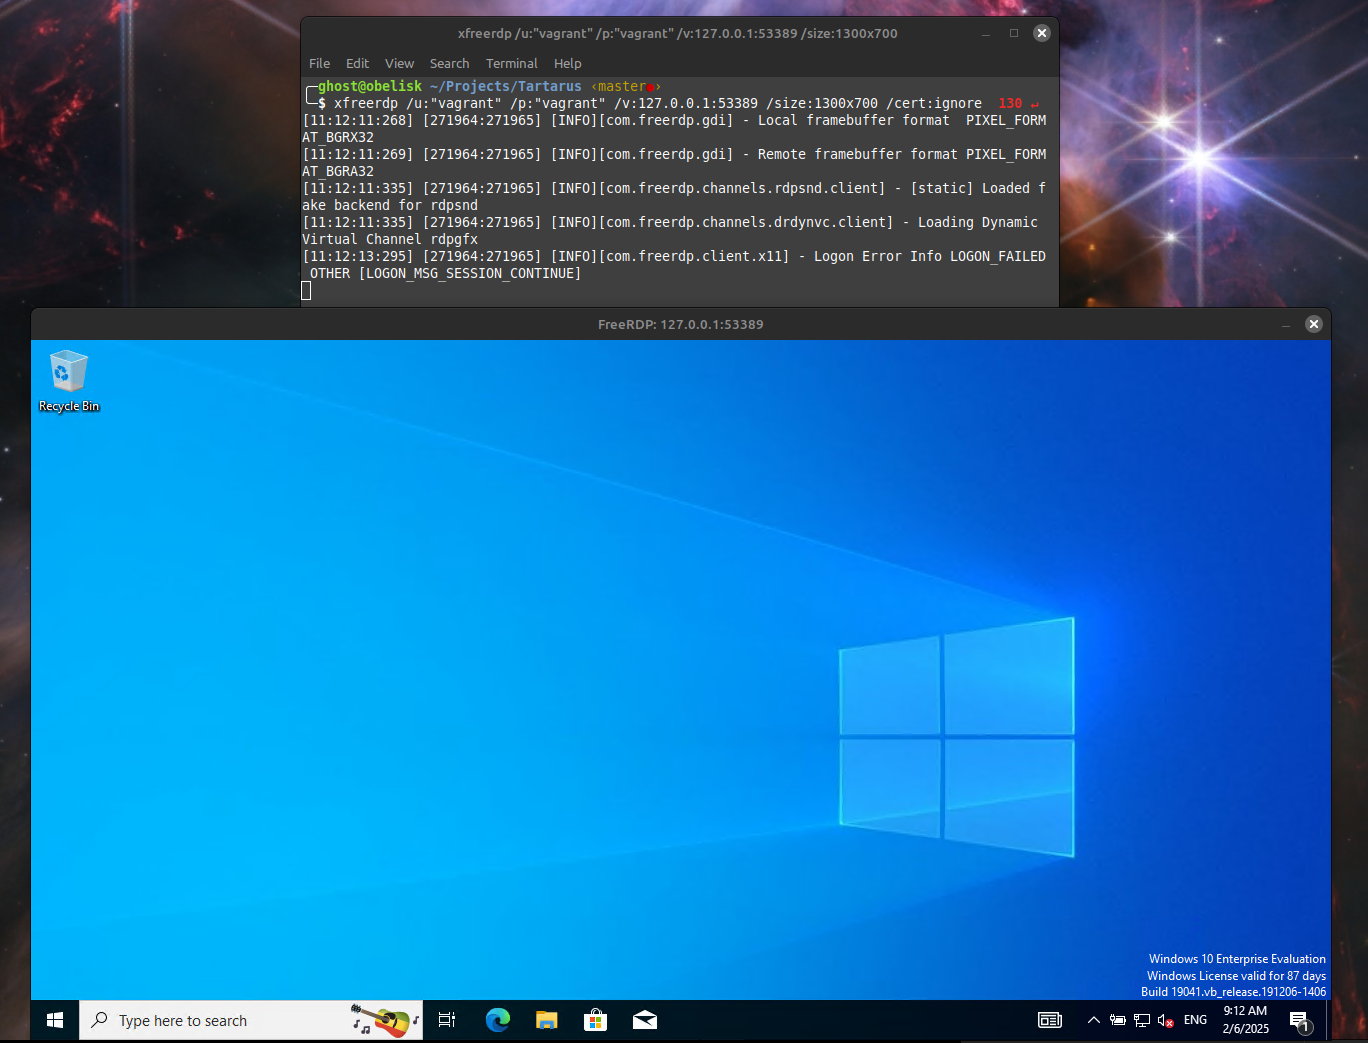 xfreerdp /u:"vagrant" /p:"vagrant" /v:127.0.0.1:53389 /size:1300x700
File Edit View Search Terminal Help
ghost@obelisk ~/Projects/Tartarus ‹master●›
$ xfreerdp /u:"vagrant" /p:"vagrant" /v:127.0.0.1:53389 /size:1300x700 /cert:ignore 130 ↵
[11:12:11:268] [271964:271965] [INFO][com.freerdp.gdi] - Local framebuffer format  PIXEL_FORM
AT_BGRX32
[11:12:11:269] [271964:271965] [INFO][com.freerdp.gdi] - Remote framebuffer format PIXEL_FORM
AT_BGRA32
[11:12:11:335] [271964:271965] [INFO][com.freerdp.channels.rdpsnd.client] - [static] Loaded f
ake backend for rdpsnd
[11:12:11:335] [271964:271965] [INFO][com.freerdp.channels.drdynvc.client] - Loading Dynamic
Virtual Channel rdpgfx
[11:12:13:295] [271964:271965] [INFO][com.freerdp.client.x11] - Logon Error Info LOGON_FAILED
_OTHER [LOGON_MSG_SESSION_CONTINUE]
FreeRDP: 127.0.0.1:53389
Recycle Bin
Windows 10 Enterprise Evaluation
Windows License valid for 87 days
Build 19041.vb_release.191206-1406
Type here to search
ENG
9:12 AM
2/6/2025
1